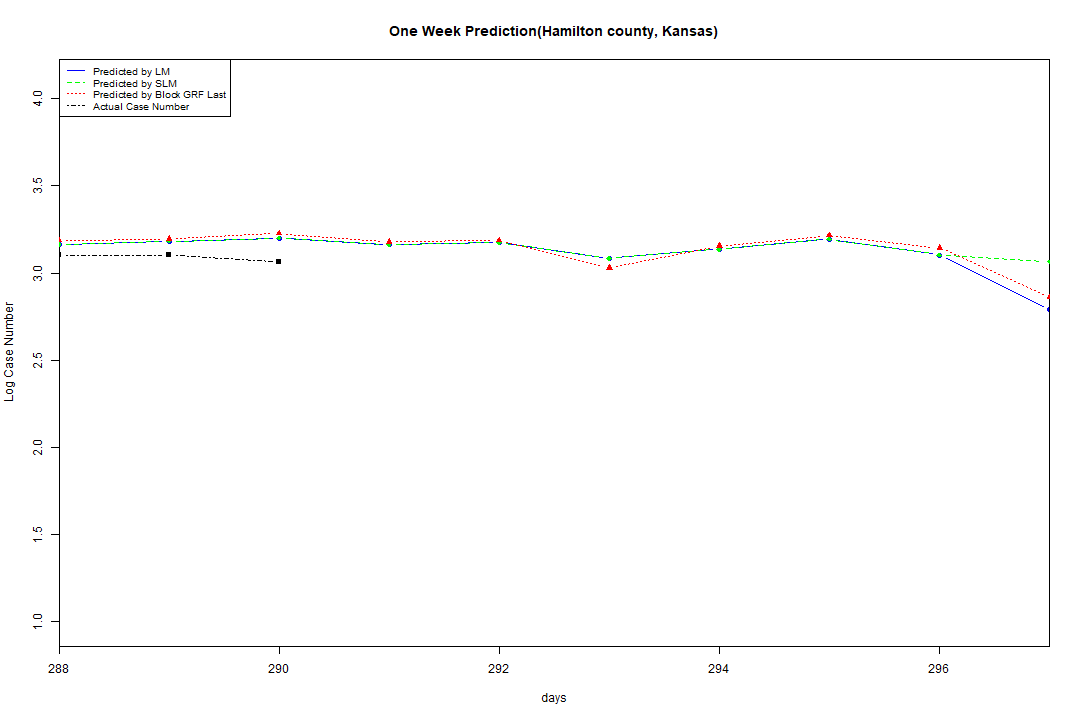 One Week Prediction(Hamilton county, Kansas)
Predicted by LM
Predicted by SLM
Predicted by Block GRF Last
Actual Case Number
4.0
3.5
3.0
2.5
2.0
1.5
1.0
Log Case Number
288 290 292 294 296
days